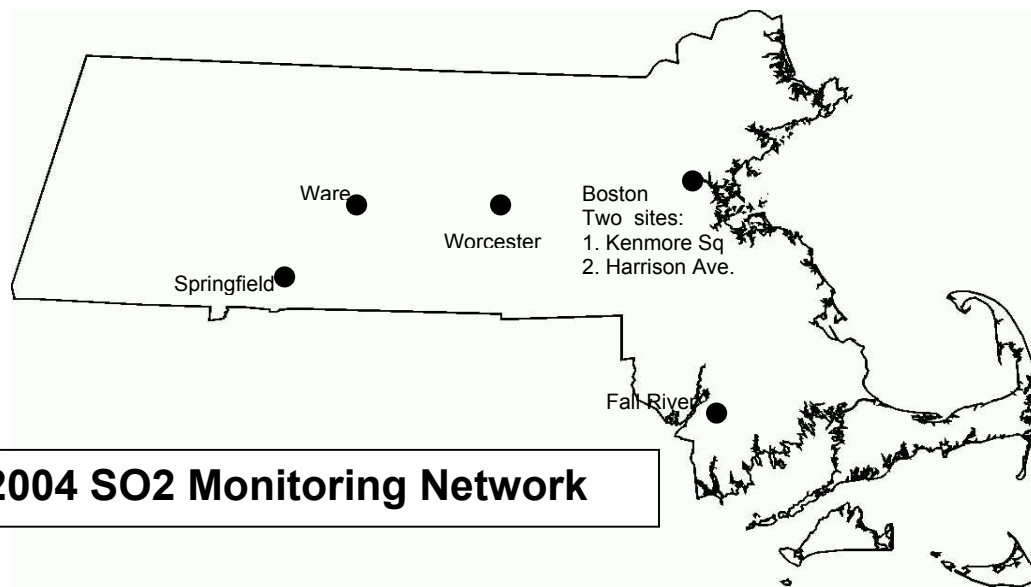 Ware
Worcester
Springfield
Boston
Two sites:
1. Kenmore Sq
2. Harrison Ave.
Fall River
2004 SO2 Monitoring Network